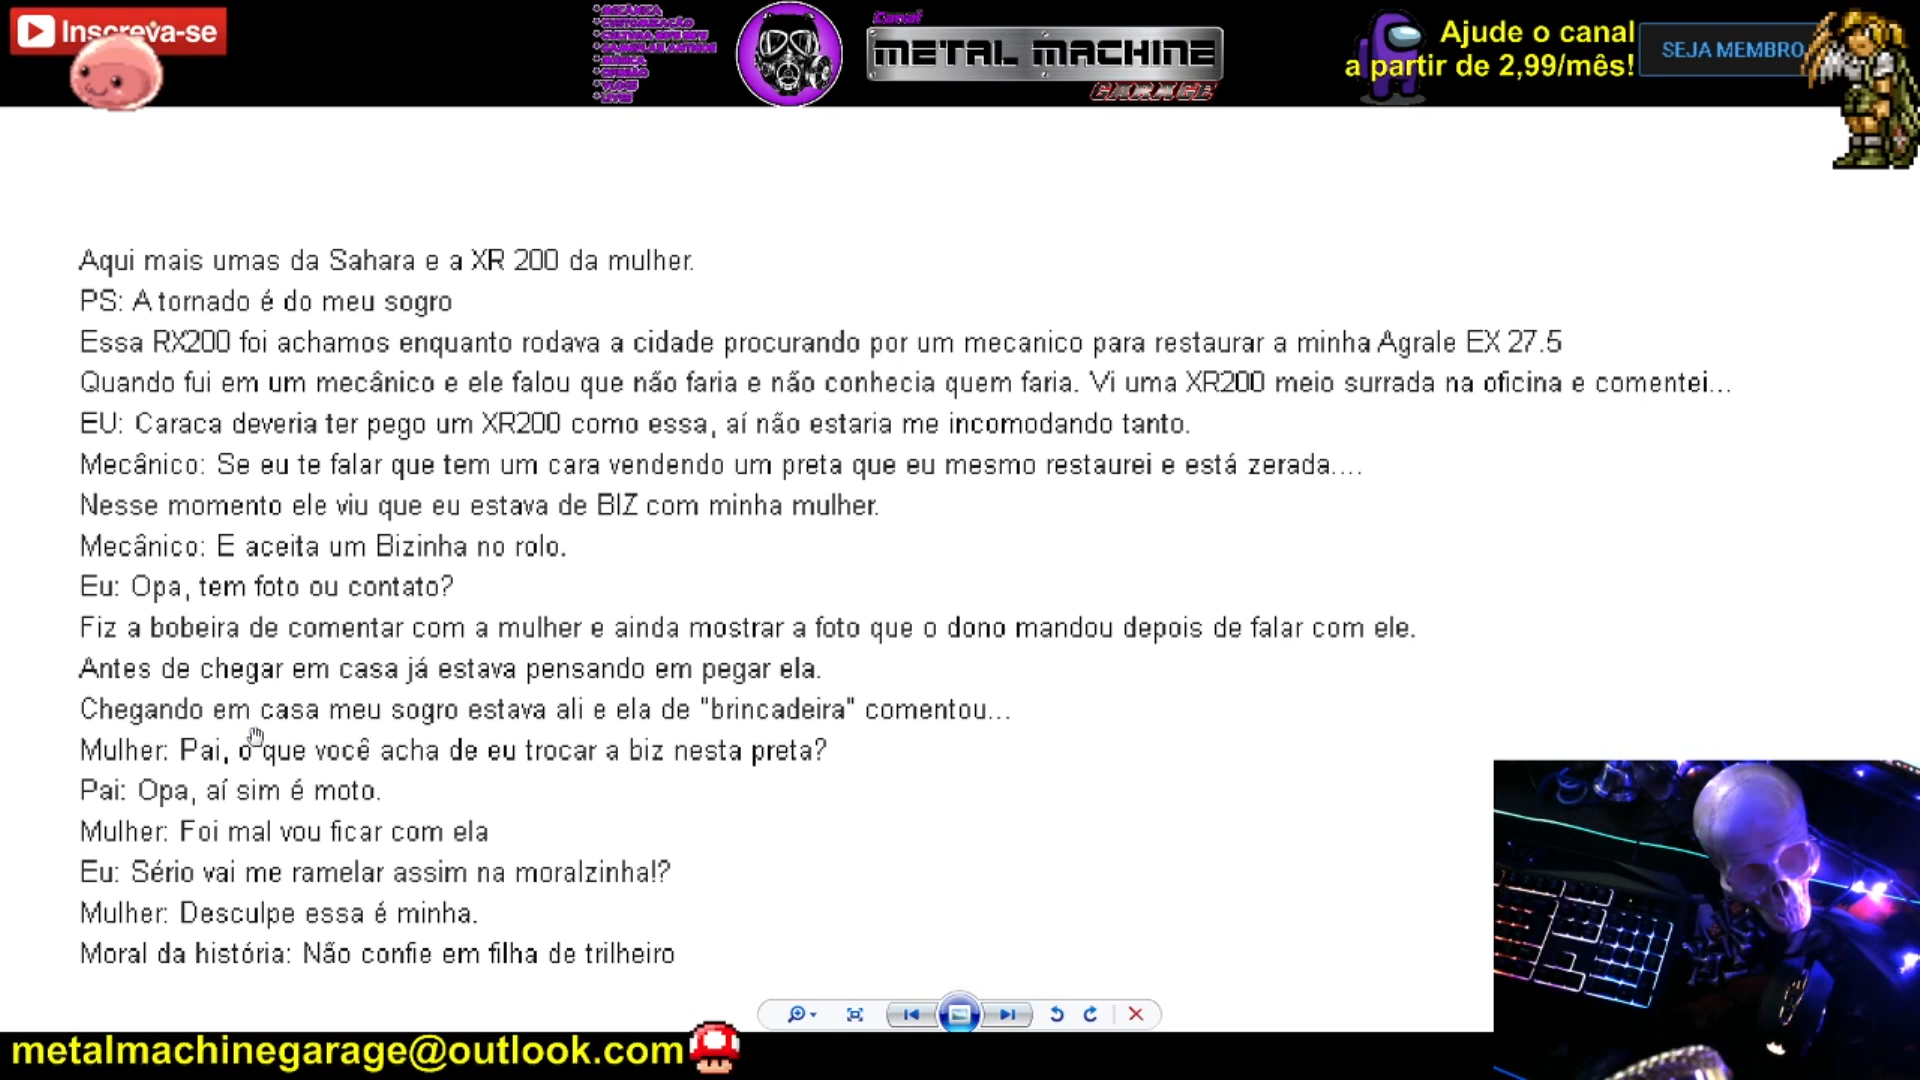 Inscreva-se
Canal
METAL MACHINE
GARAGE
Ajude o canal
a partir de 2,99/mês!
SEJA MEMBRO
Aqui mais umas da Sahara e a XR 200 da mulher.
PS: A tornado é do meu sogro
Essa RX200 foi achamos enquanto rodava a cidade procurando por um mecanico para restaurar a minha Agrale EX 27.5
Quando fui em um mecânico e ele falou que não faria e não conhecia quem faria. Vi uma XR200 meio surrada na oficina e comentei...
EU: Caraca deveria ter pego um XR200 como essa, aí não estaria me incomodando tanto.
Mecânico: Se eu te falar que tem um cara vendendo um preta que eu mesmo restaurei e está zerada....
Nesse momento ele viu que eu estava de BIZ com minha mulher.
Mecânico: E aceita um Bizinha no rolo.
Eu: Opa, tem foto ou contato?
Fiz a bobeira de comentar com a mulher e ainda mostrar a foto que o dono mandou depois de falar com ele.
Antes de chegar em casa já estava pensando em pegar ela.
Chegando em casa meu sogro estava ali e ela de "brincadeira" comentou...
Mulher: Pai, o que você acha de eu trocar a biz nesta preta?
Pai: Opa, aí sim é moto.
Mulher: Foi mal vou ficar com ela
Eu: Sério vai me ramelar assim na moralzinha!?
Mulher: Desculpe essa é minha.
Moral da história: Não confie em filha de trilheiro
metalmachinegarage@outlook.com